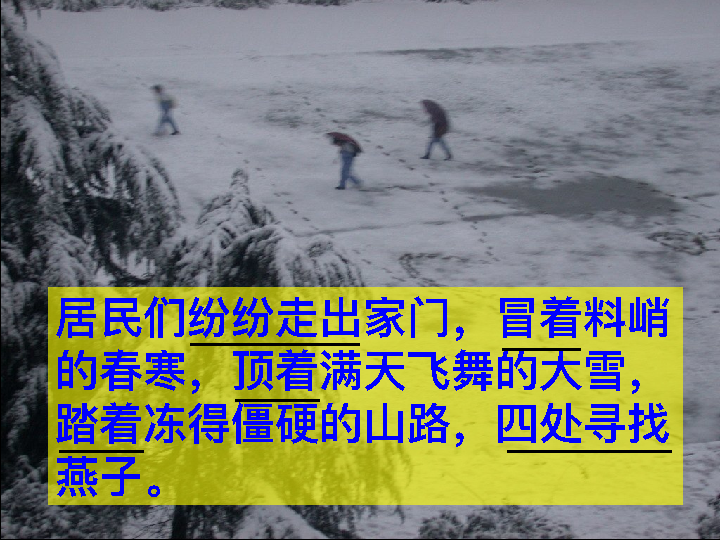 居民们纷纷走出家门，冒着料峭
的春寒，顶着满天飞舞的大雪，
踏着冻得僵硬的山路，四处寻找
燕子。